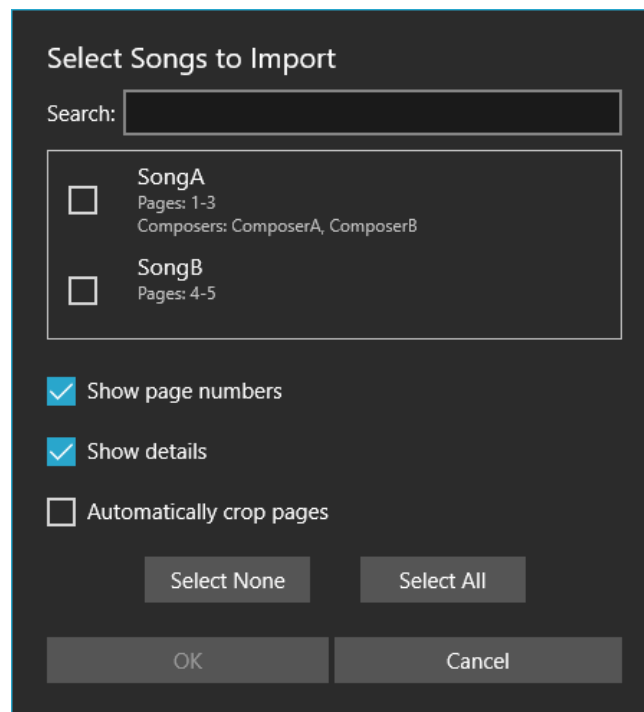 Select Songs to Import
Search:
SongA
Pages: 1-3
Composers: ComposerA, ComposerB
SongB
Pages: 4-5
Show page numbers
Show details
Automatically crop pages
Select None
Select All
OK
Cancel